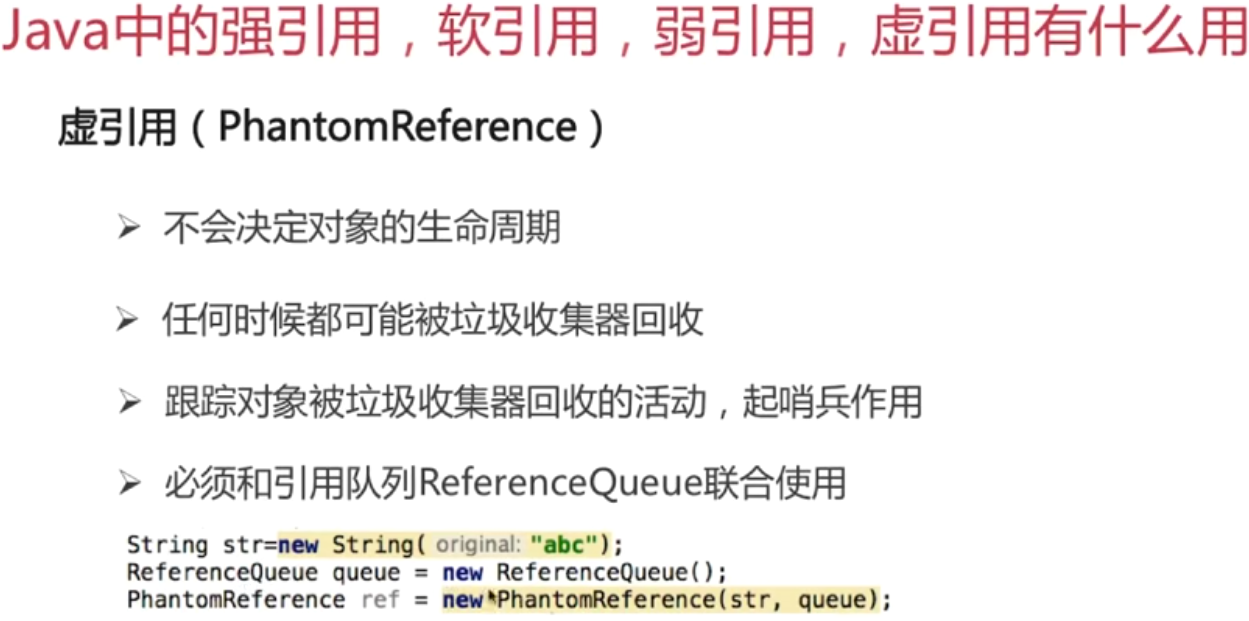 Java中的强引用，软引用，弱引用，虚引用有什么用
虚引用（PhantomReference）
➢ 不会决定对象的生命周期
➢ 任何时候都可能被垃圾收集器回收
➢ 跟踪对象被垃圾收集器回收的活动，起哨兵作用
➢ 必须和引用队列ReferenceQueue联合使用
String str=new String( original: "abc");
ReferenceQueue queue = new ReferenceQueue();
PhantomReference ref = new PhantomReference(str, queue);